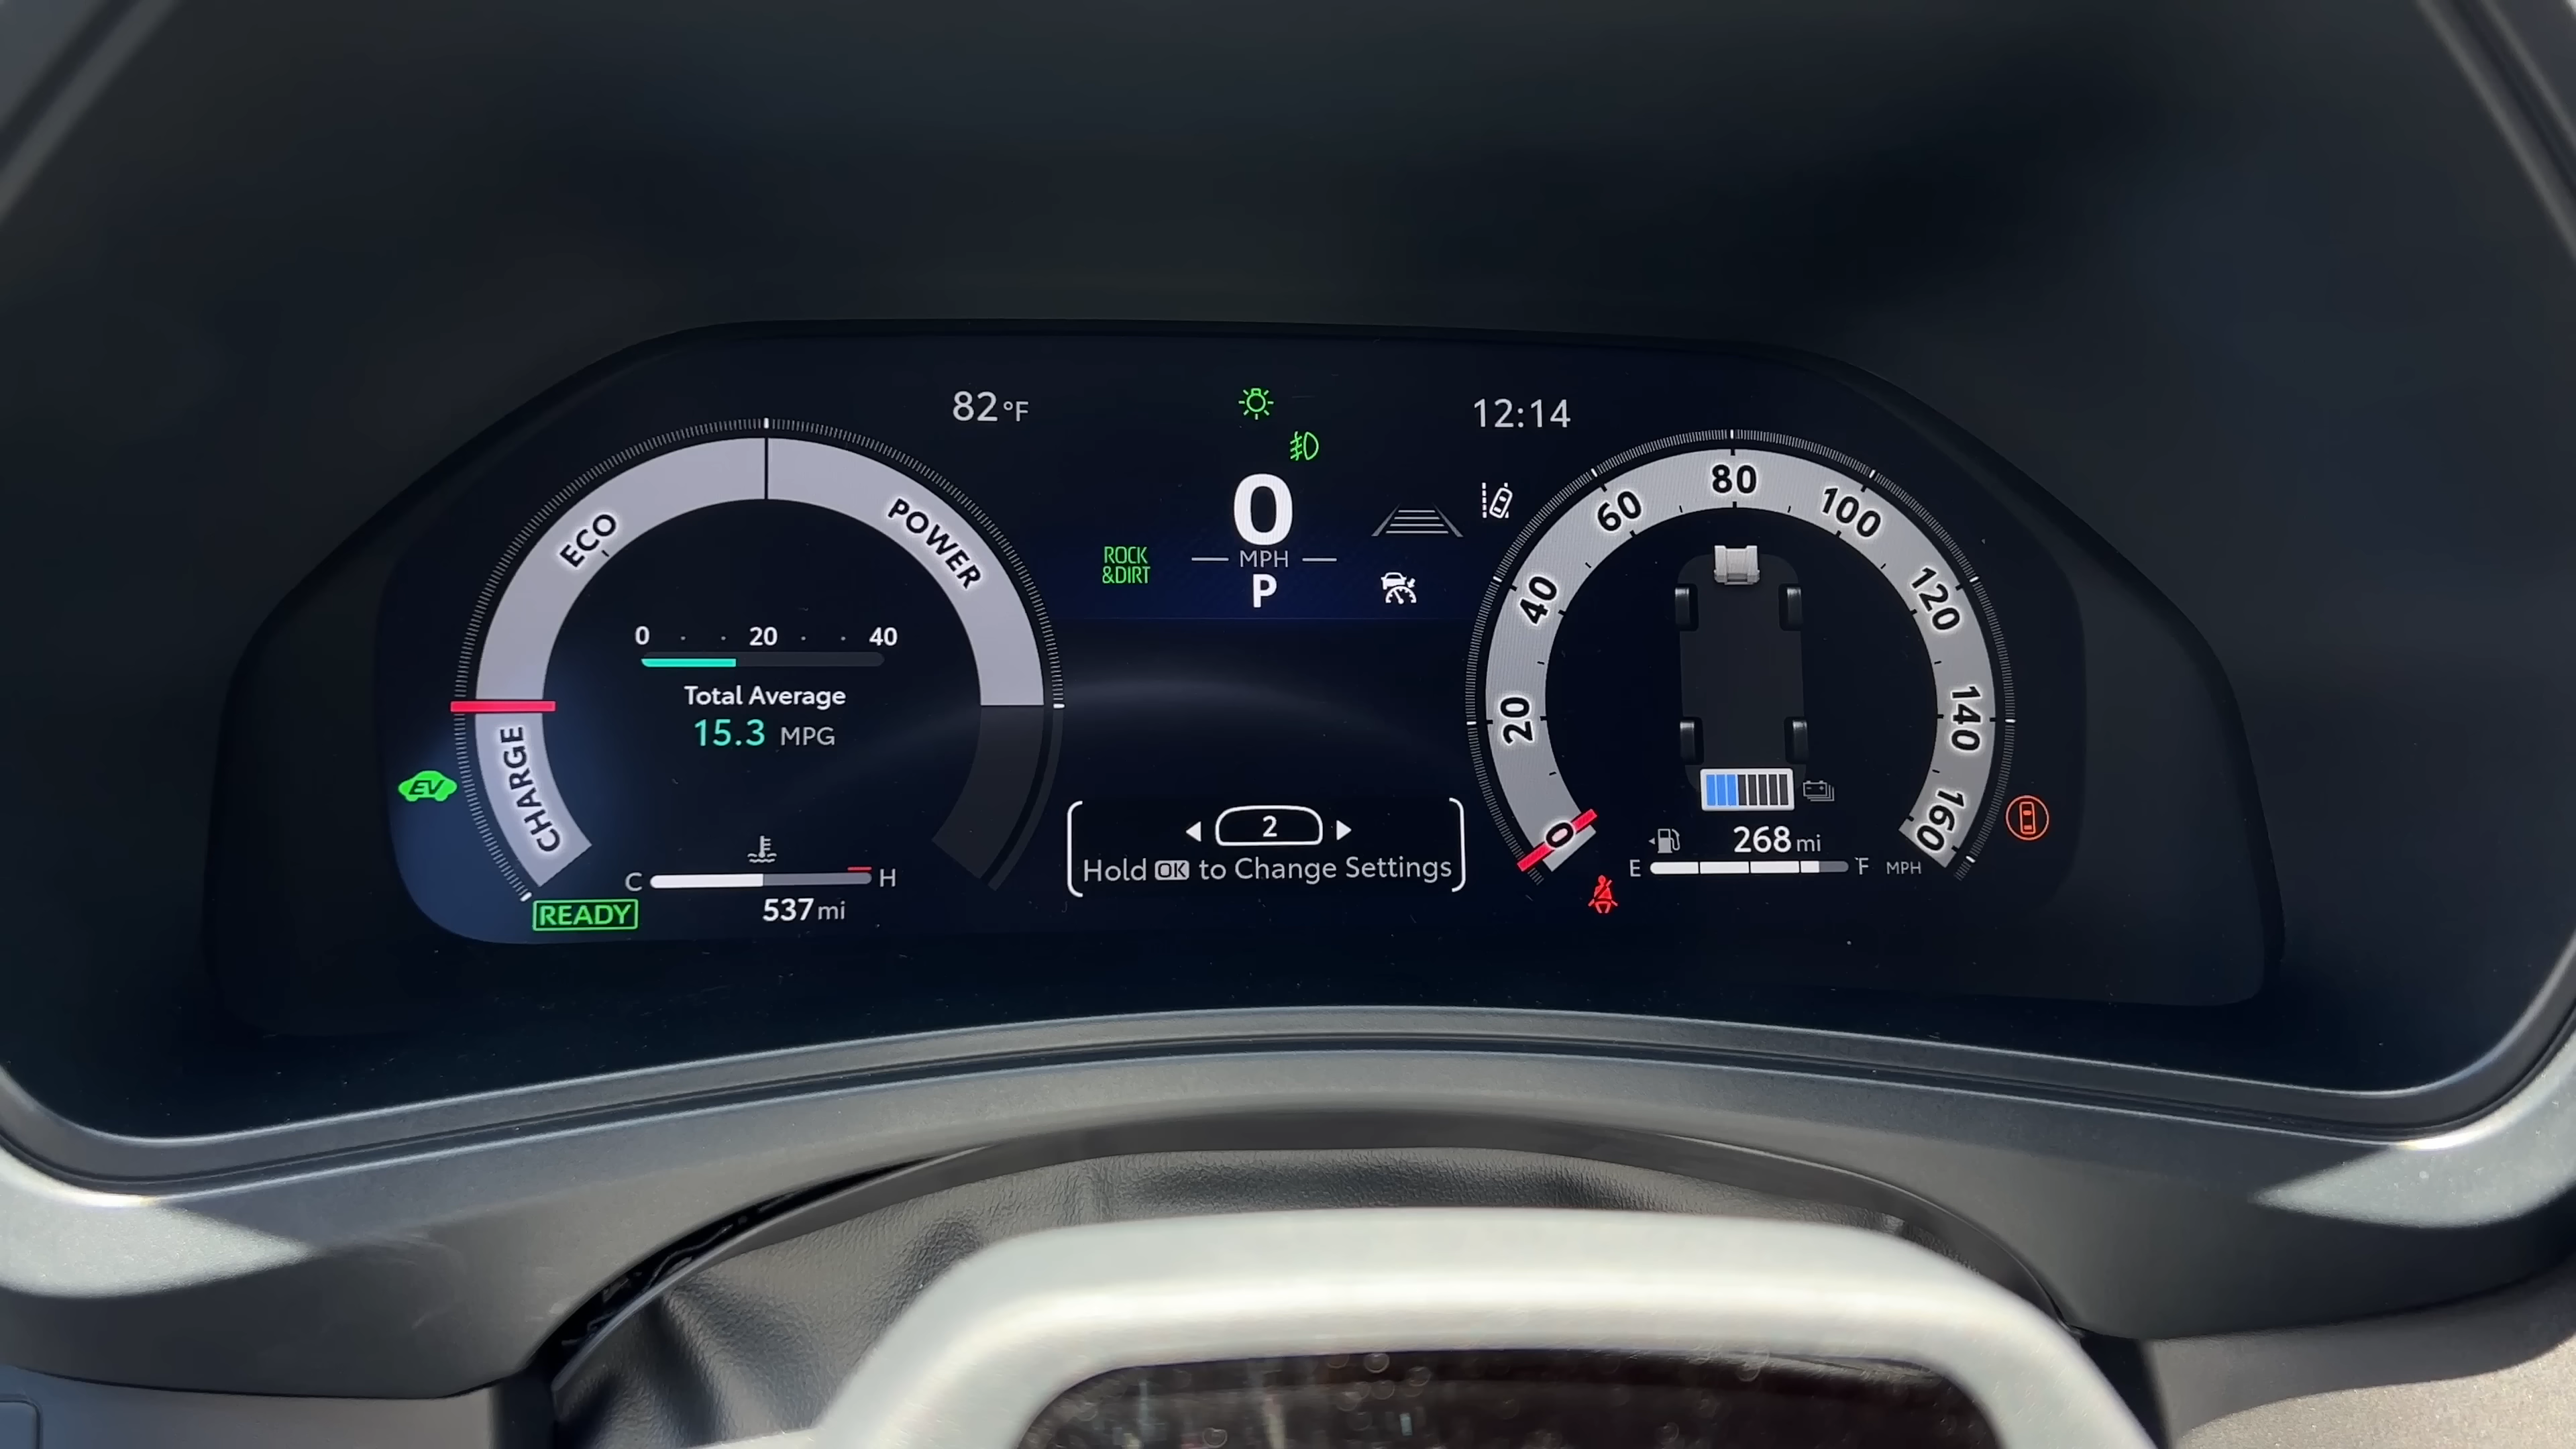 82 °F
12:14
ECO
POWER
CHARGE
0 20 40
Total Average
15.3 MPG
EV
C H
READY
537 mi
0
MPH
P
ROCK
&DIRT
2
Hold OK to Change Settings
0 20 40 60 80 100 120 140 160
268 mi
E F MPH